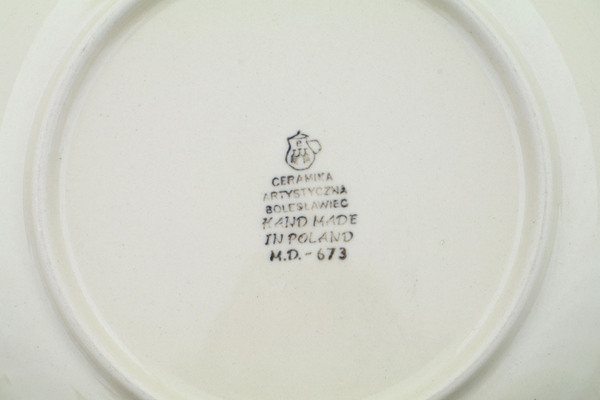 CERAMIKA
ARTYSTYCZNA
BOLESŁAWIEC
HAND MADE
IN POLAND
M.D. - 673